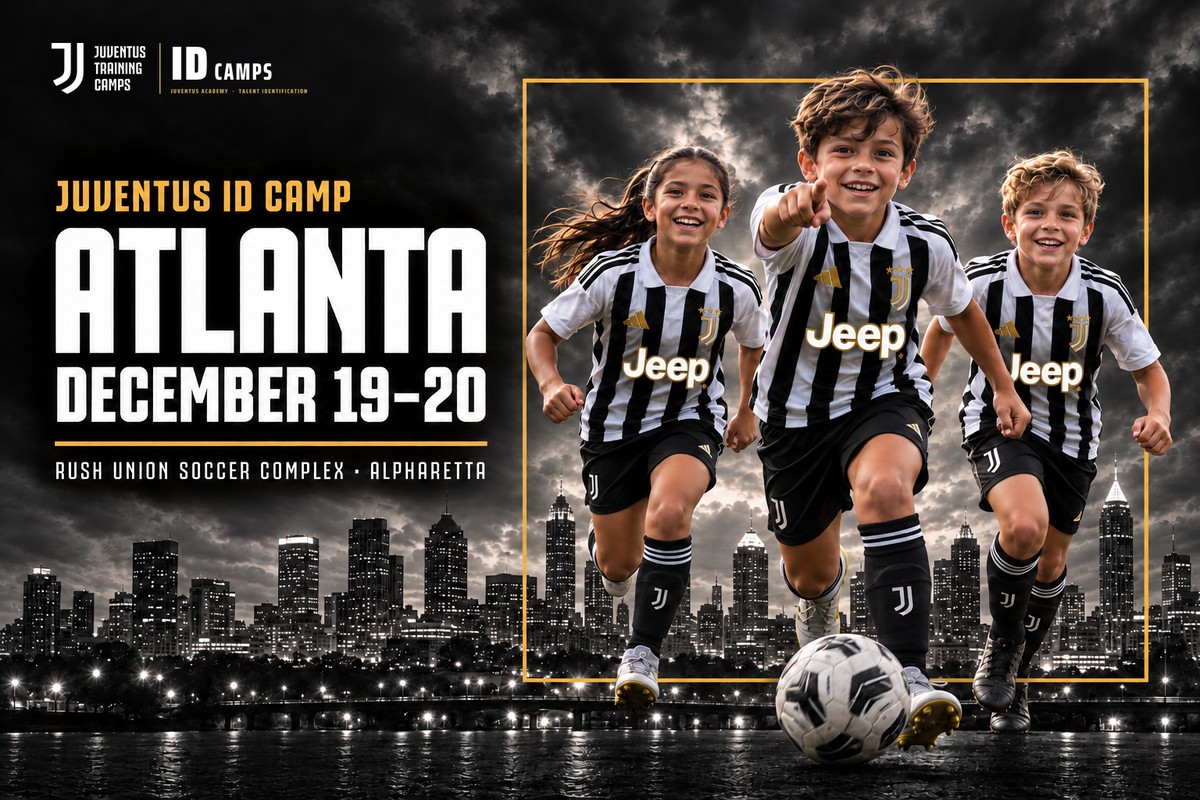 JUVENTUS
TRAINING
CAMPS
ID CAMPS
JUVENTUS ACADEMY · TALENT IDENTIFICATION
JUVENTUS ID CAMP
ATLANTA
DECEMBER 19–20
RUSH UNION SOCCER COMPLEX · ALPHARETTA
Jeep
Jeep
Jeep